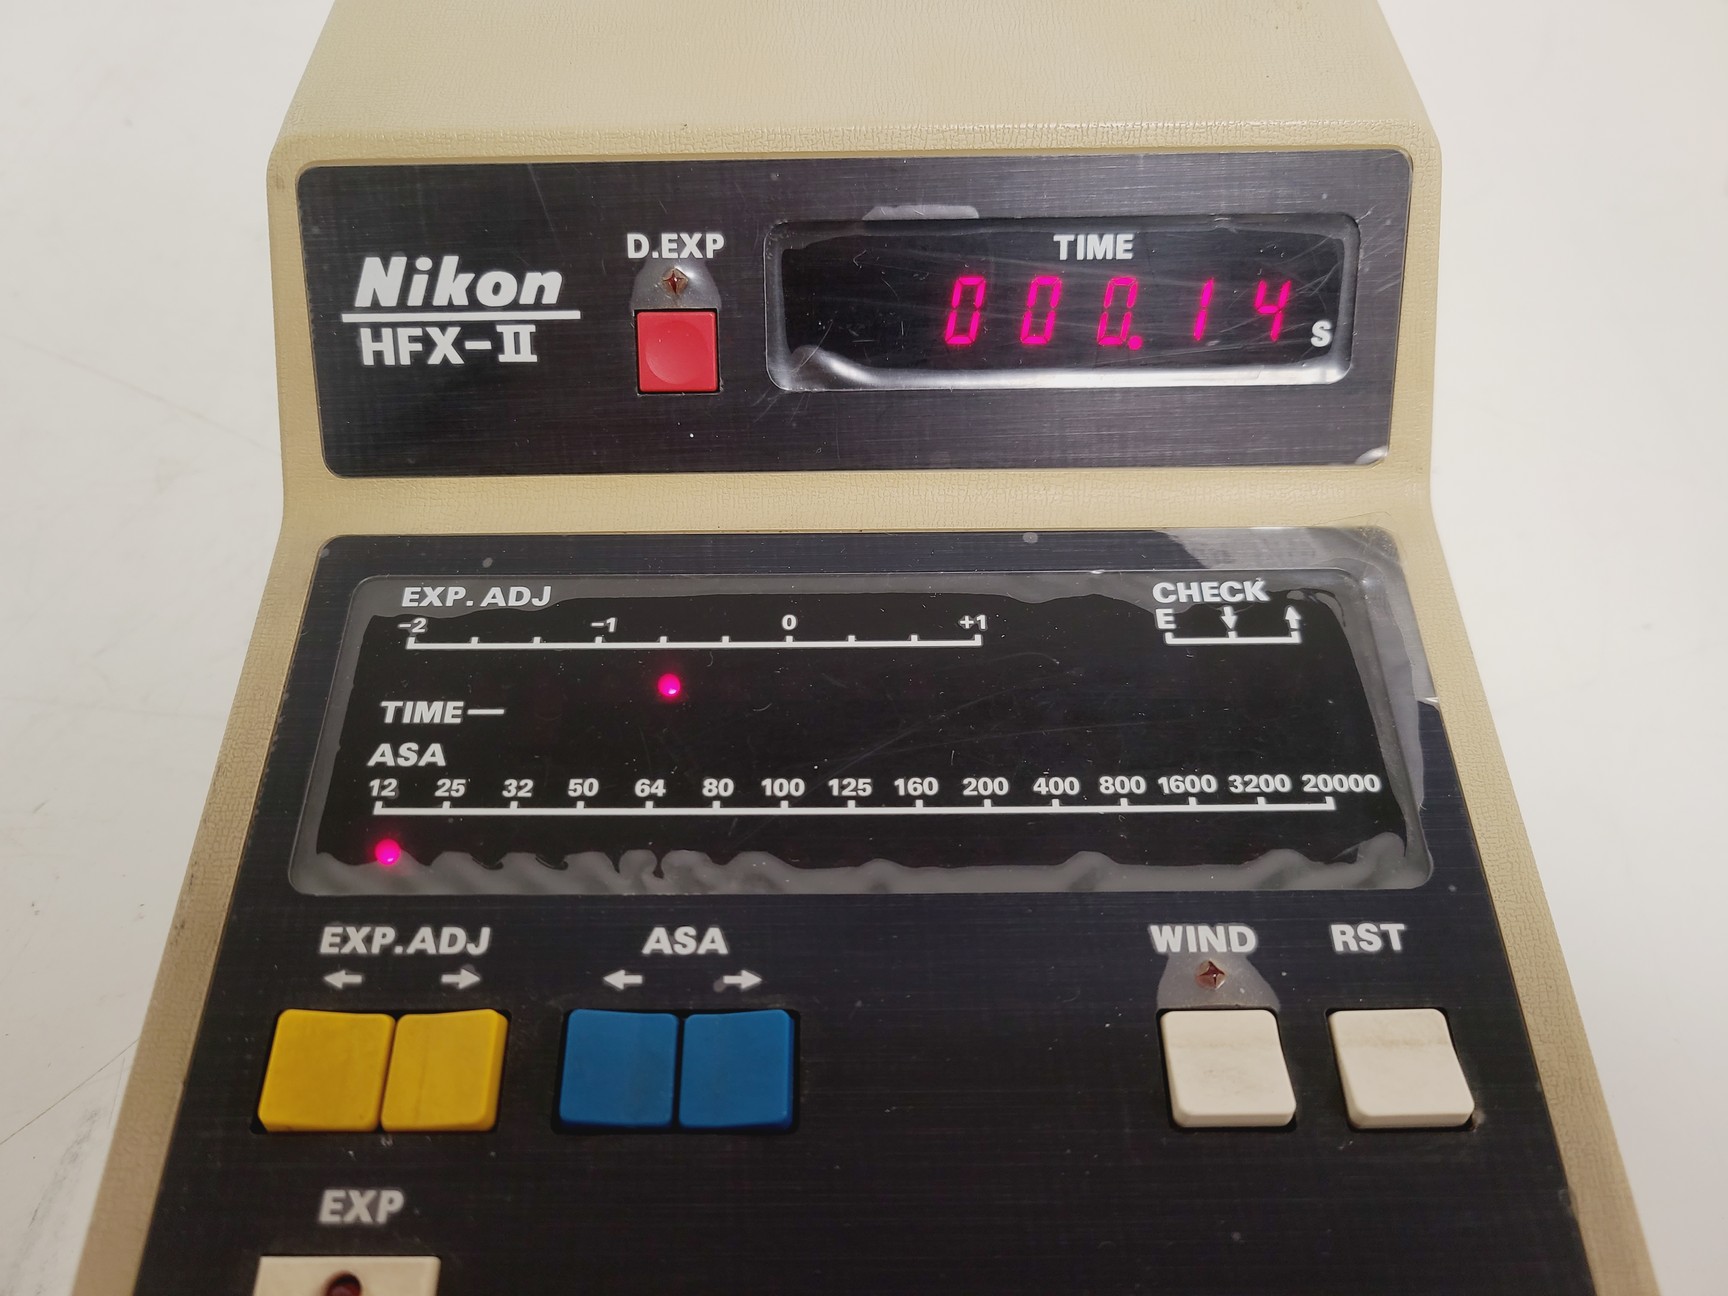 Nikon
HFX-II
D.EXP
TIME
000.14 S
EXP. ADJ
-2 -1 0 +1
CHECK
E ↓ ↑
TIME—
ASA
12 25 32 50 64 80 100 125 160 200 400 800 1600 3200 20000
EXP.ADJ
← →
ASA
← →
WIND
RST
EXP